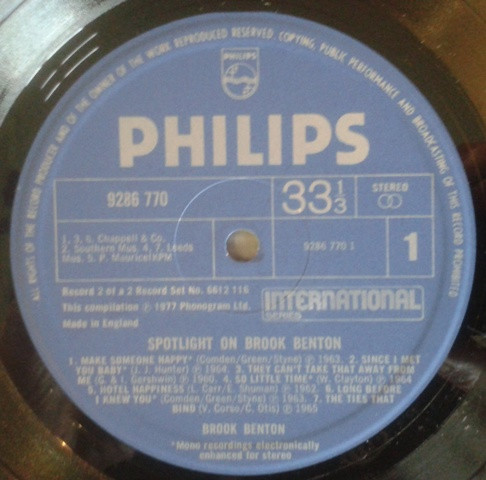 ALL RIGHTS OF THE RECORD PRODUCER AND OF THE OWNER OF THE WORK REPRODUCED RESERVED. COPYING, PUBLIC PERFORMANCE AND BROADCASTING OF THIS RECORD PROHIBITED
PHILIPS
PHILIPS
9286 770
33 1/3
STEREO
1, 3, 6. Chappell & Co.
2. Southern Mus. 4, 7. Leeds
Mus. 5. P. Maurice/KPM
9286 770 1
1
Record 2 of a 2 Record Set No. 6612 116
This compilation ℗ 1977 Phonogram Ltd.
Made in England
INTERNATIONAL
SERIES
SPOTLIGHT ON BROOK BENTON
1. MAKE SOMEONE HAPPY* (Comden/Green/Styne) ℗ 1963. 2. SINCE I MET
YOU BABY* (I. J. Hunter) ℗ 1964. 3. THEY CAN'T TAKE THAT AWAY FROM
ME (G. & I. Gershwin) ℗ 1960. 4. SO LITTLE TIME* (W. Clayton) ℗ 1964
5. HOTEL HAPPINESS (L. Carr/E. Shuman) ℗ 1962. 6. LONG BEFORE
I KNEW YOU* (Comden/Green/Styne) ℗ 1963. 7. THE TIES THAT
BIND (V. Corso/C. Otis) ℗ 1965
BROOK BENTON
*Mono recordings electronically
enhanced for stereo